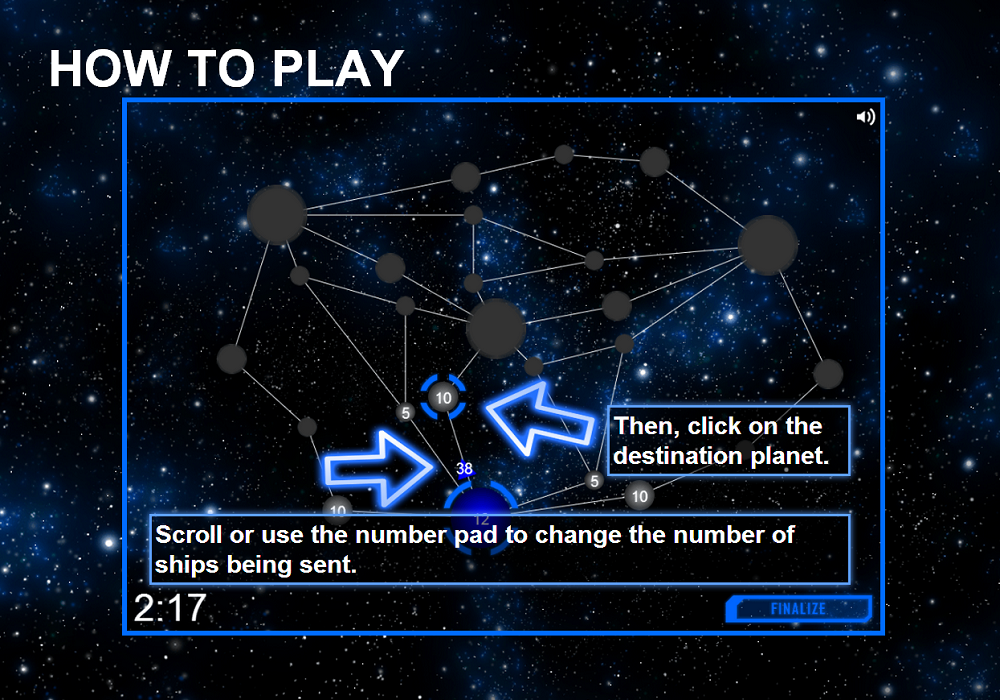 HOW TO PLAY
10
5
38
Then, click on the
destination planet.
5
10
10
12
Scroll or use the number pad to change the number of
ships being sent.
2:17
FINALIZE